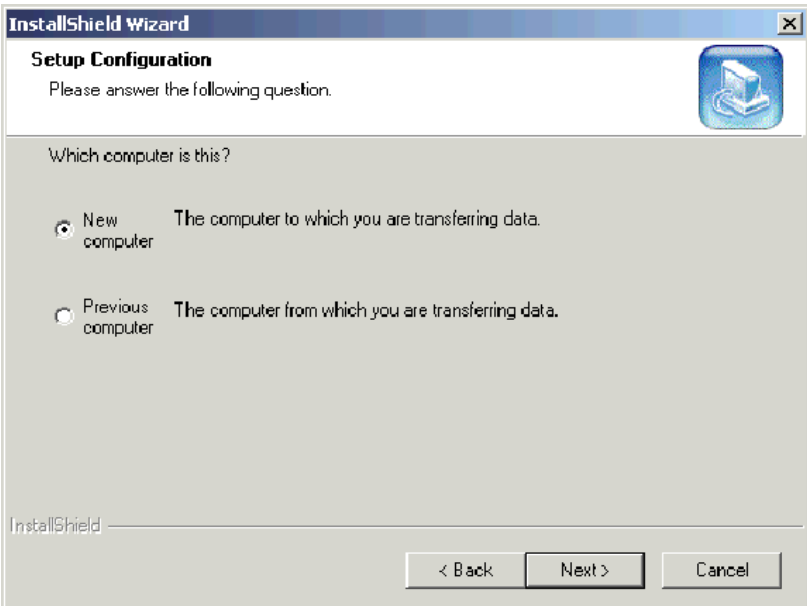 InstallShield Wizard
Setup Configuration
Please answer the following question.
Which computer is this?
New
computer
The computer to which you are transferring data.
Previous
computer
The computer from which you are transferring data.
InstallShield
< Back
Next >
Cancel